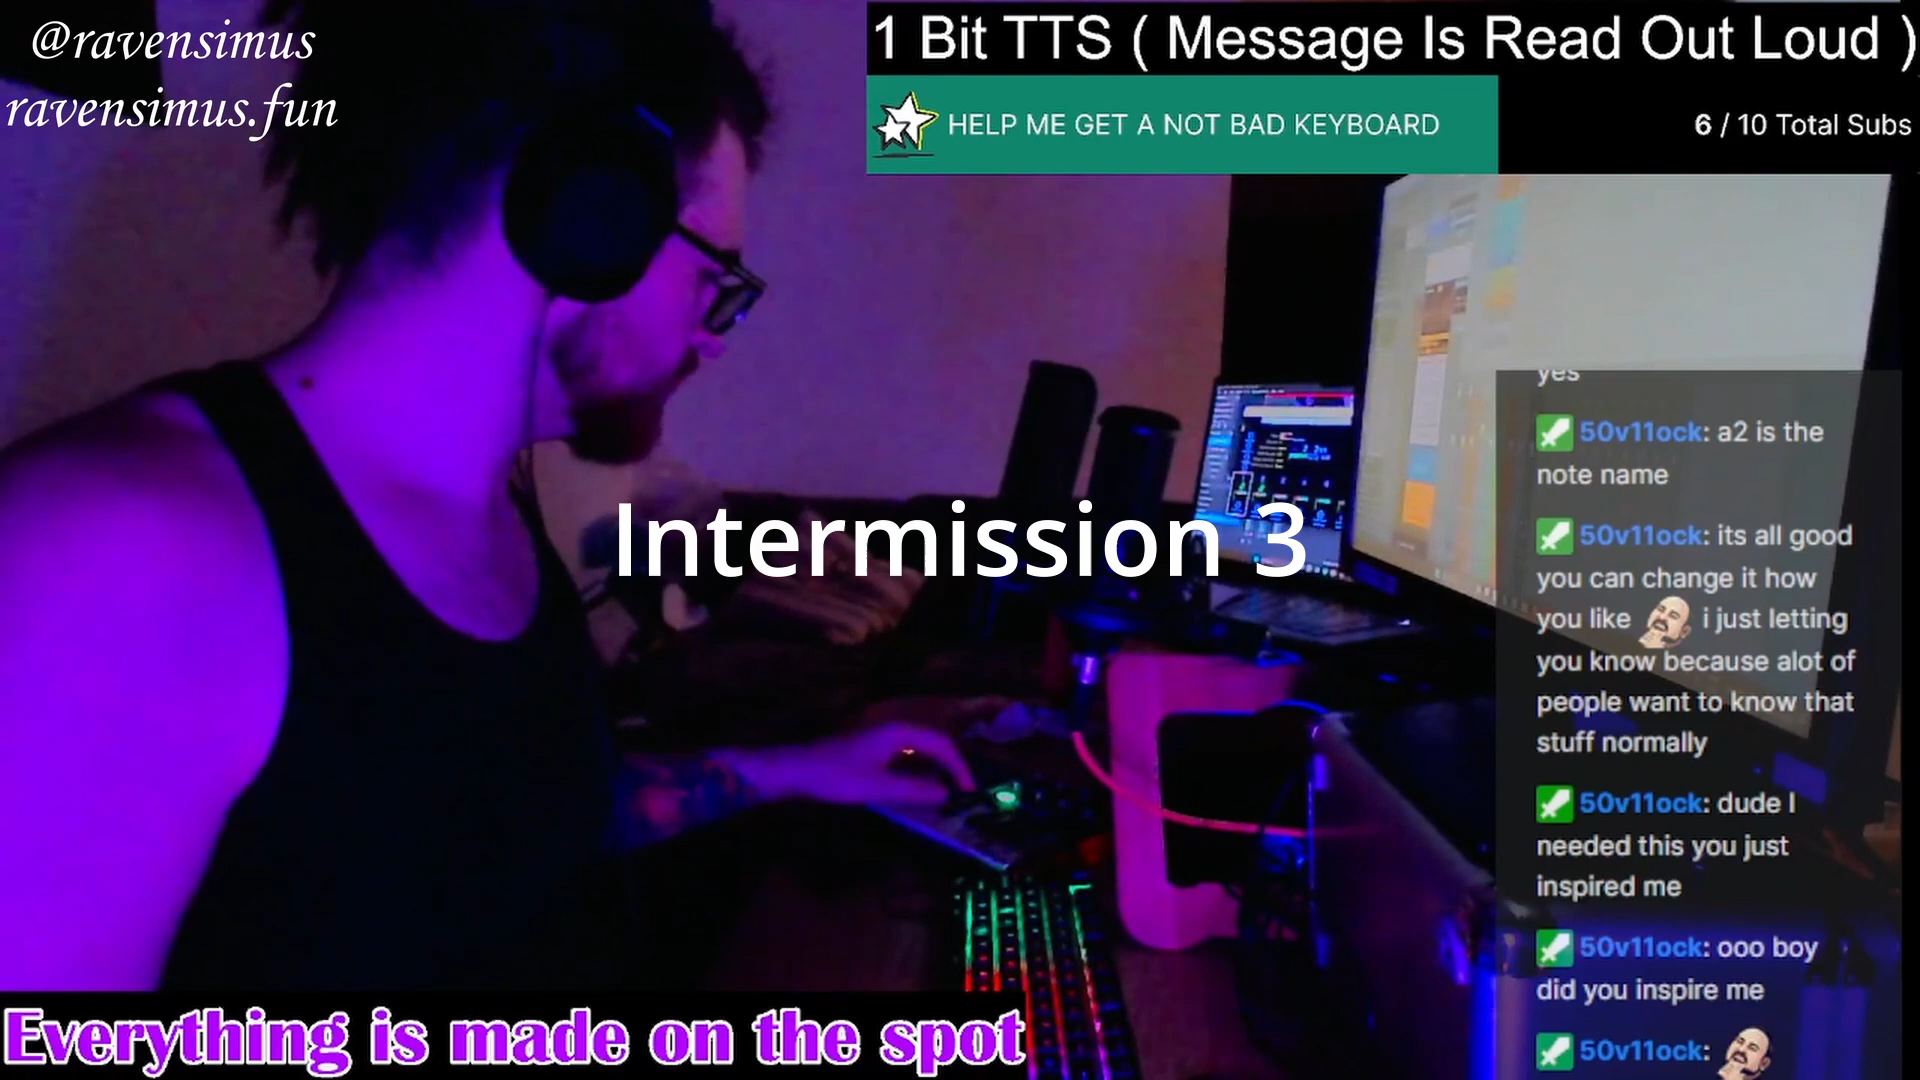 @ravensimus
ravensimus.fun
1 Bit TTS ( Message Is Read Out Loud )
HELP ME GET A NOT BAD KEYBOARD
6 / 10 Total Subs
Intermission 3
yes
50v11ock: a2 is the
note name
50v11ock: its all good
you can change it how
you like i just letting
you know because alot of
people want to know that
stuff normally
50v11ock: dude I
needed this you just
inspired me
50v11ock: ooo boy
did you inspire me
50v11ock:
Everything is made on the spot